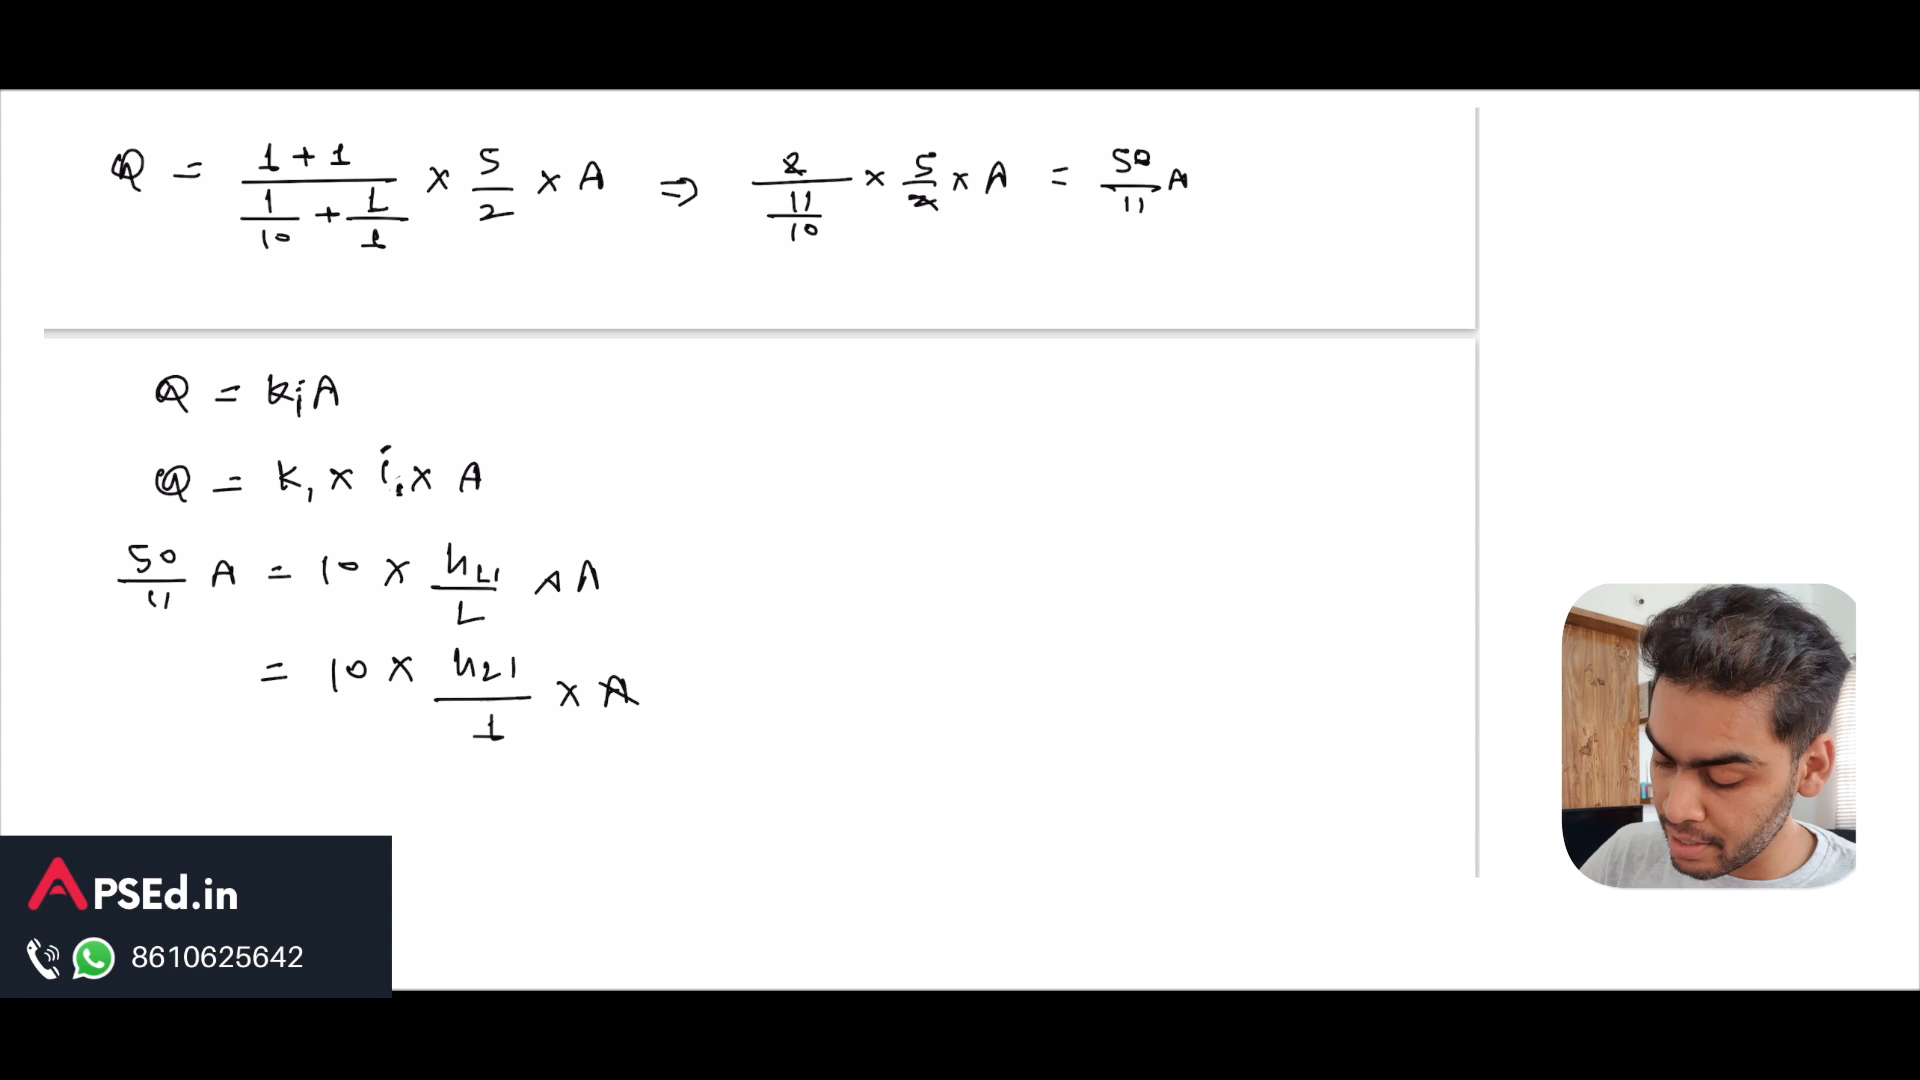 Q = (1 + 1)/(1/10 + 1/1) × 5/2 × A ⇒ 2/(11/10) × 5/2 × A = 50/11 A
Q = kiA
Q = k₁ × i₁ × A
50/11 A = 10 × hL1/L × A
= 10 × hL1/1 × A
APSEd.in
8610625642